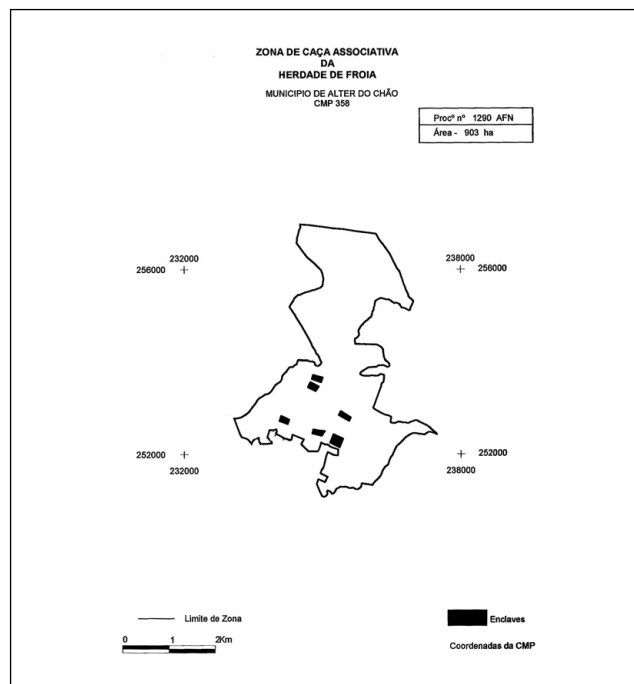 ZONA DE CAÇA ASSOCIATIVA
DA
HERDADE DE FROIA
MUNICIPIO DE ALTER DO CHÃO
CMP 358
Procº nº 1290 AFN
Área - 903 ha
232000
256000
238000
256000
252000
232000
252000
238000
Limite de Zona
0 1 2Km
Enclaves
Coordenadas da CMP